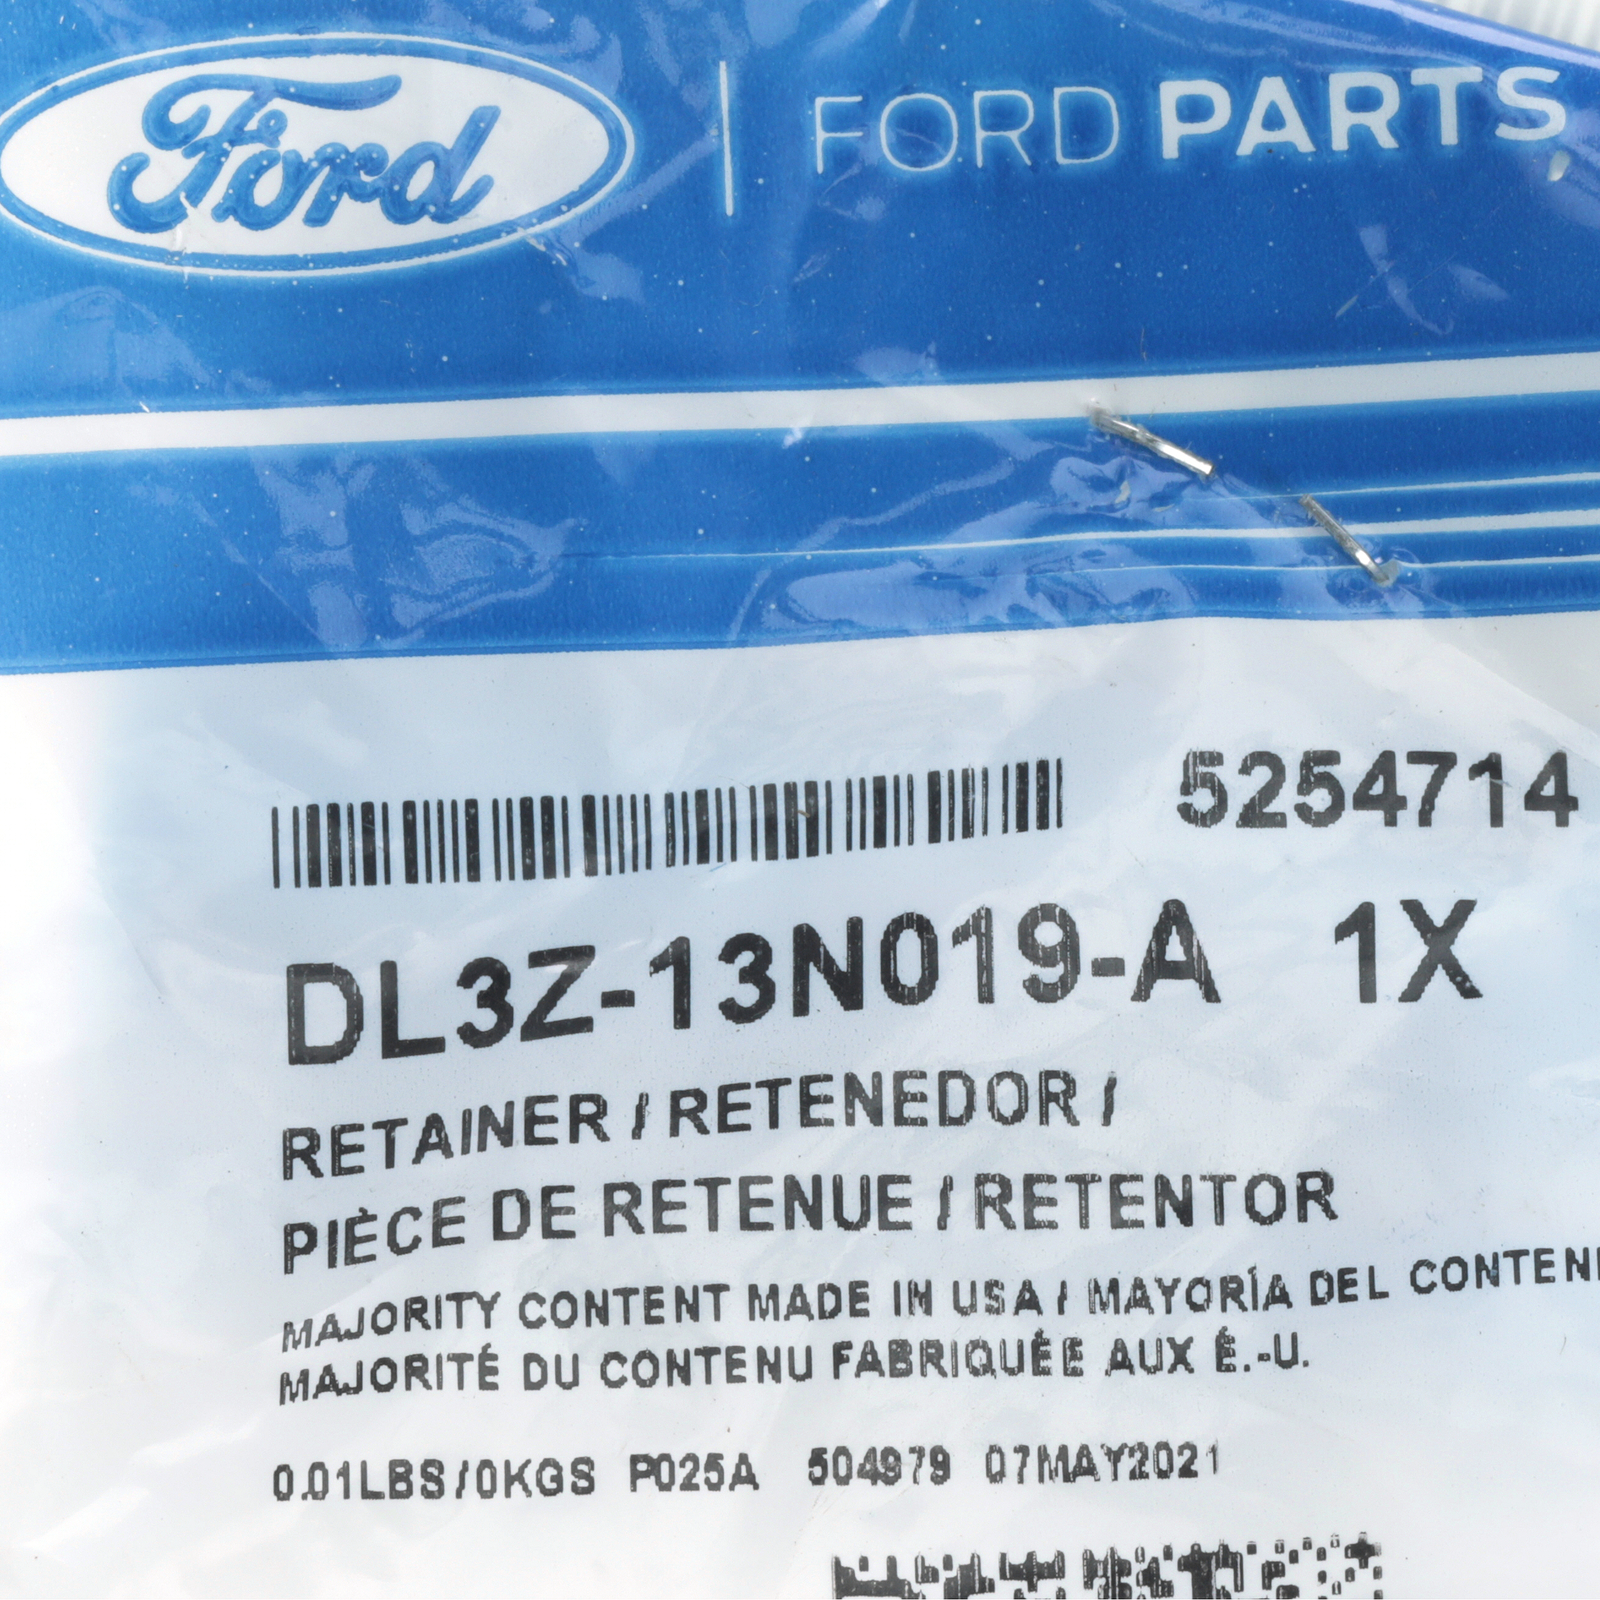 Ford FORD PARTS
5254714
DL3Z-13N019-A 1X
RETAINER / RETENEDOR /
PIÈCE DE RETENUE / RETENTOR
MAJORITY CONTENT MADE IN USA / MAYORÍA DEL CONTENI
MAJORITÉ DU CONTENU FABRIQUÉE AUX É.-U.
0.01LBS/0KGS P025A 504979 07MAY2021